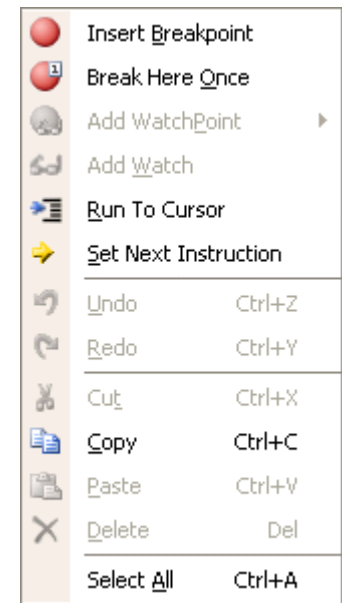 Insert Breakpoint
1
Break Here Once
Add WatchPoint
Add Watch
Run To Cursor
Set Next Instruction
Undo Ctrl+Z
Redo Ctrl+Y
Cut Ctrl+X
Copy Ctrl+C
Paste Ctrl+V
Delete Del
Select All Ctrl+A